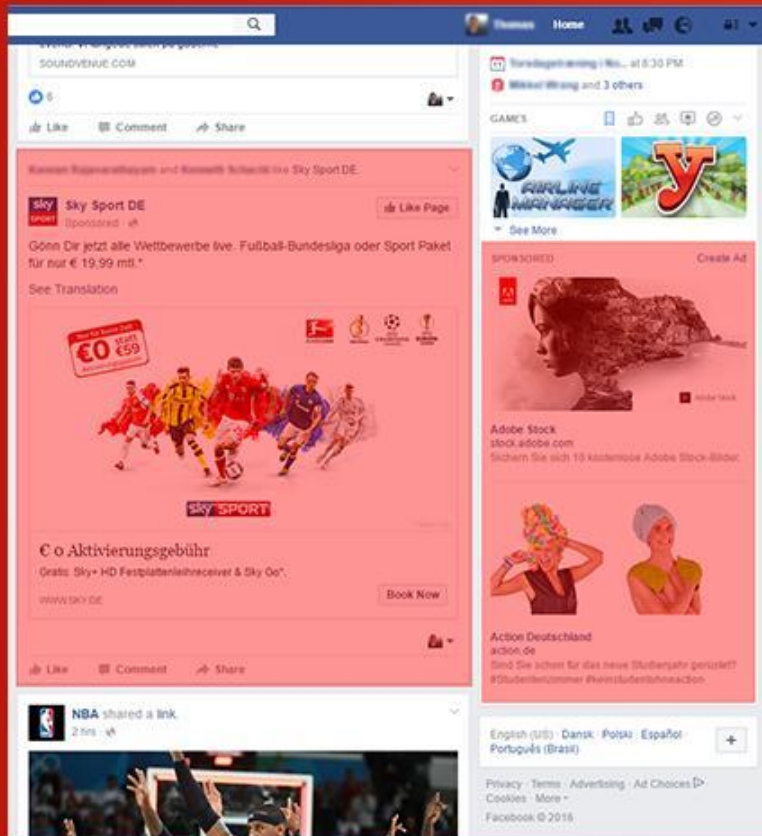 Home
SOUNDVENUE.COM
6
Like Comment Share
and
like Sky Sport DE.
sky SPORT
Sky Sport DE
Sponsored
Like Page
Gönn Dir jetzt alle Wettbewerbe live. Fußball-Bundesliga oder Sport Paket
für nur € 19,99 mtl.*
See Translation
€0 statt €59
sky SPORT
€ 0 Aktivierungsgebühr
Gratis: Sky+ HD Festplattenleihreceiver & Sky Go*.
WWW.SKY.DE
Book Now
Like Comment Share
NBA shared a link.
2 hrs
at 6:30 PM
and 3 others
GAMES
AIRLINE
MANAGER
Y
See More
SPONSORED
Create Ad
Adobe Stock
Adobe Stock
stock.adobe.com
Sichern Sie sich 10 kostenlose Adobe Stock-Bilder.
Action Deutschland
action.de
Sind Sie schon für das neue Studienjahr gerüstet?
#Studentenzimmer #keinstudentohneaction
English (US) · Dansk · Polski · Español ·
Português (Brasil)
+
Privacy · Terms · Advertising · Ad Choices
Cookies · More
Facebook © 2016